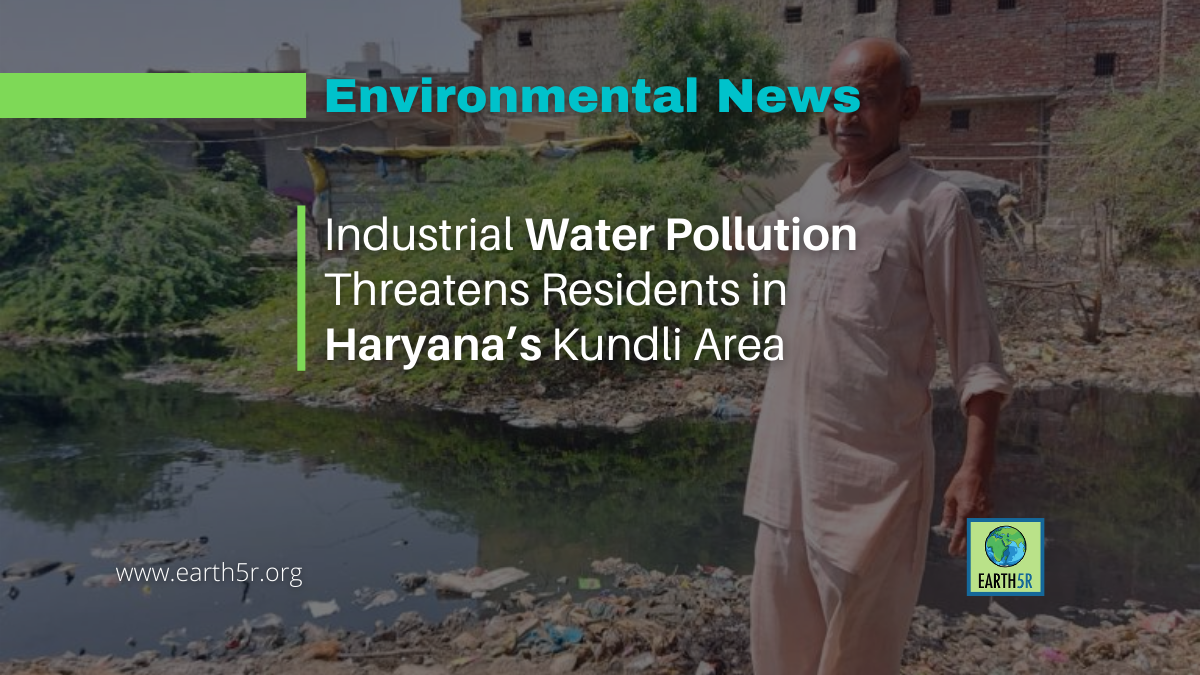 Environmental News
Industrial Water Pollution
Threatens Residents in
Haryana’s Kundli Area
www.earth5r.org
EARTH5R